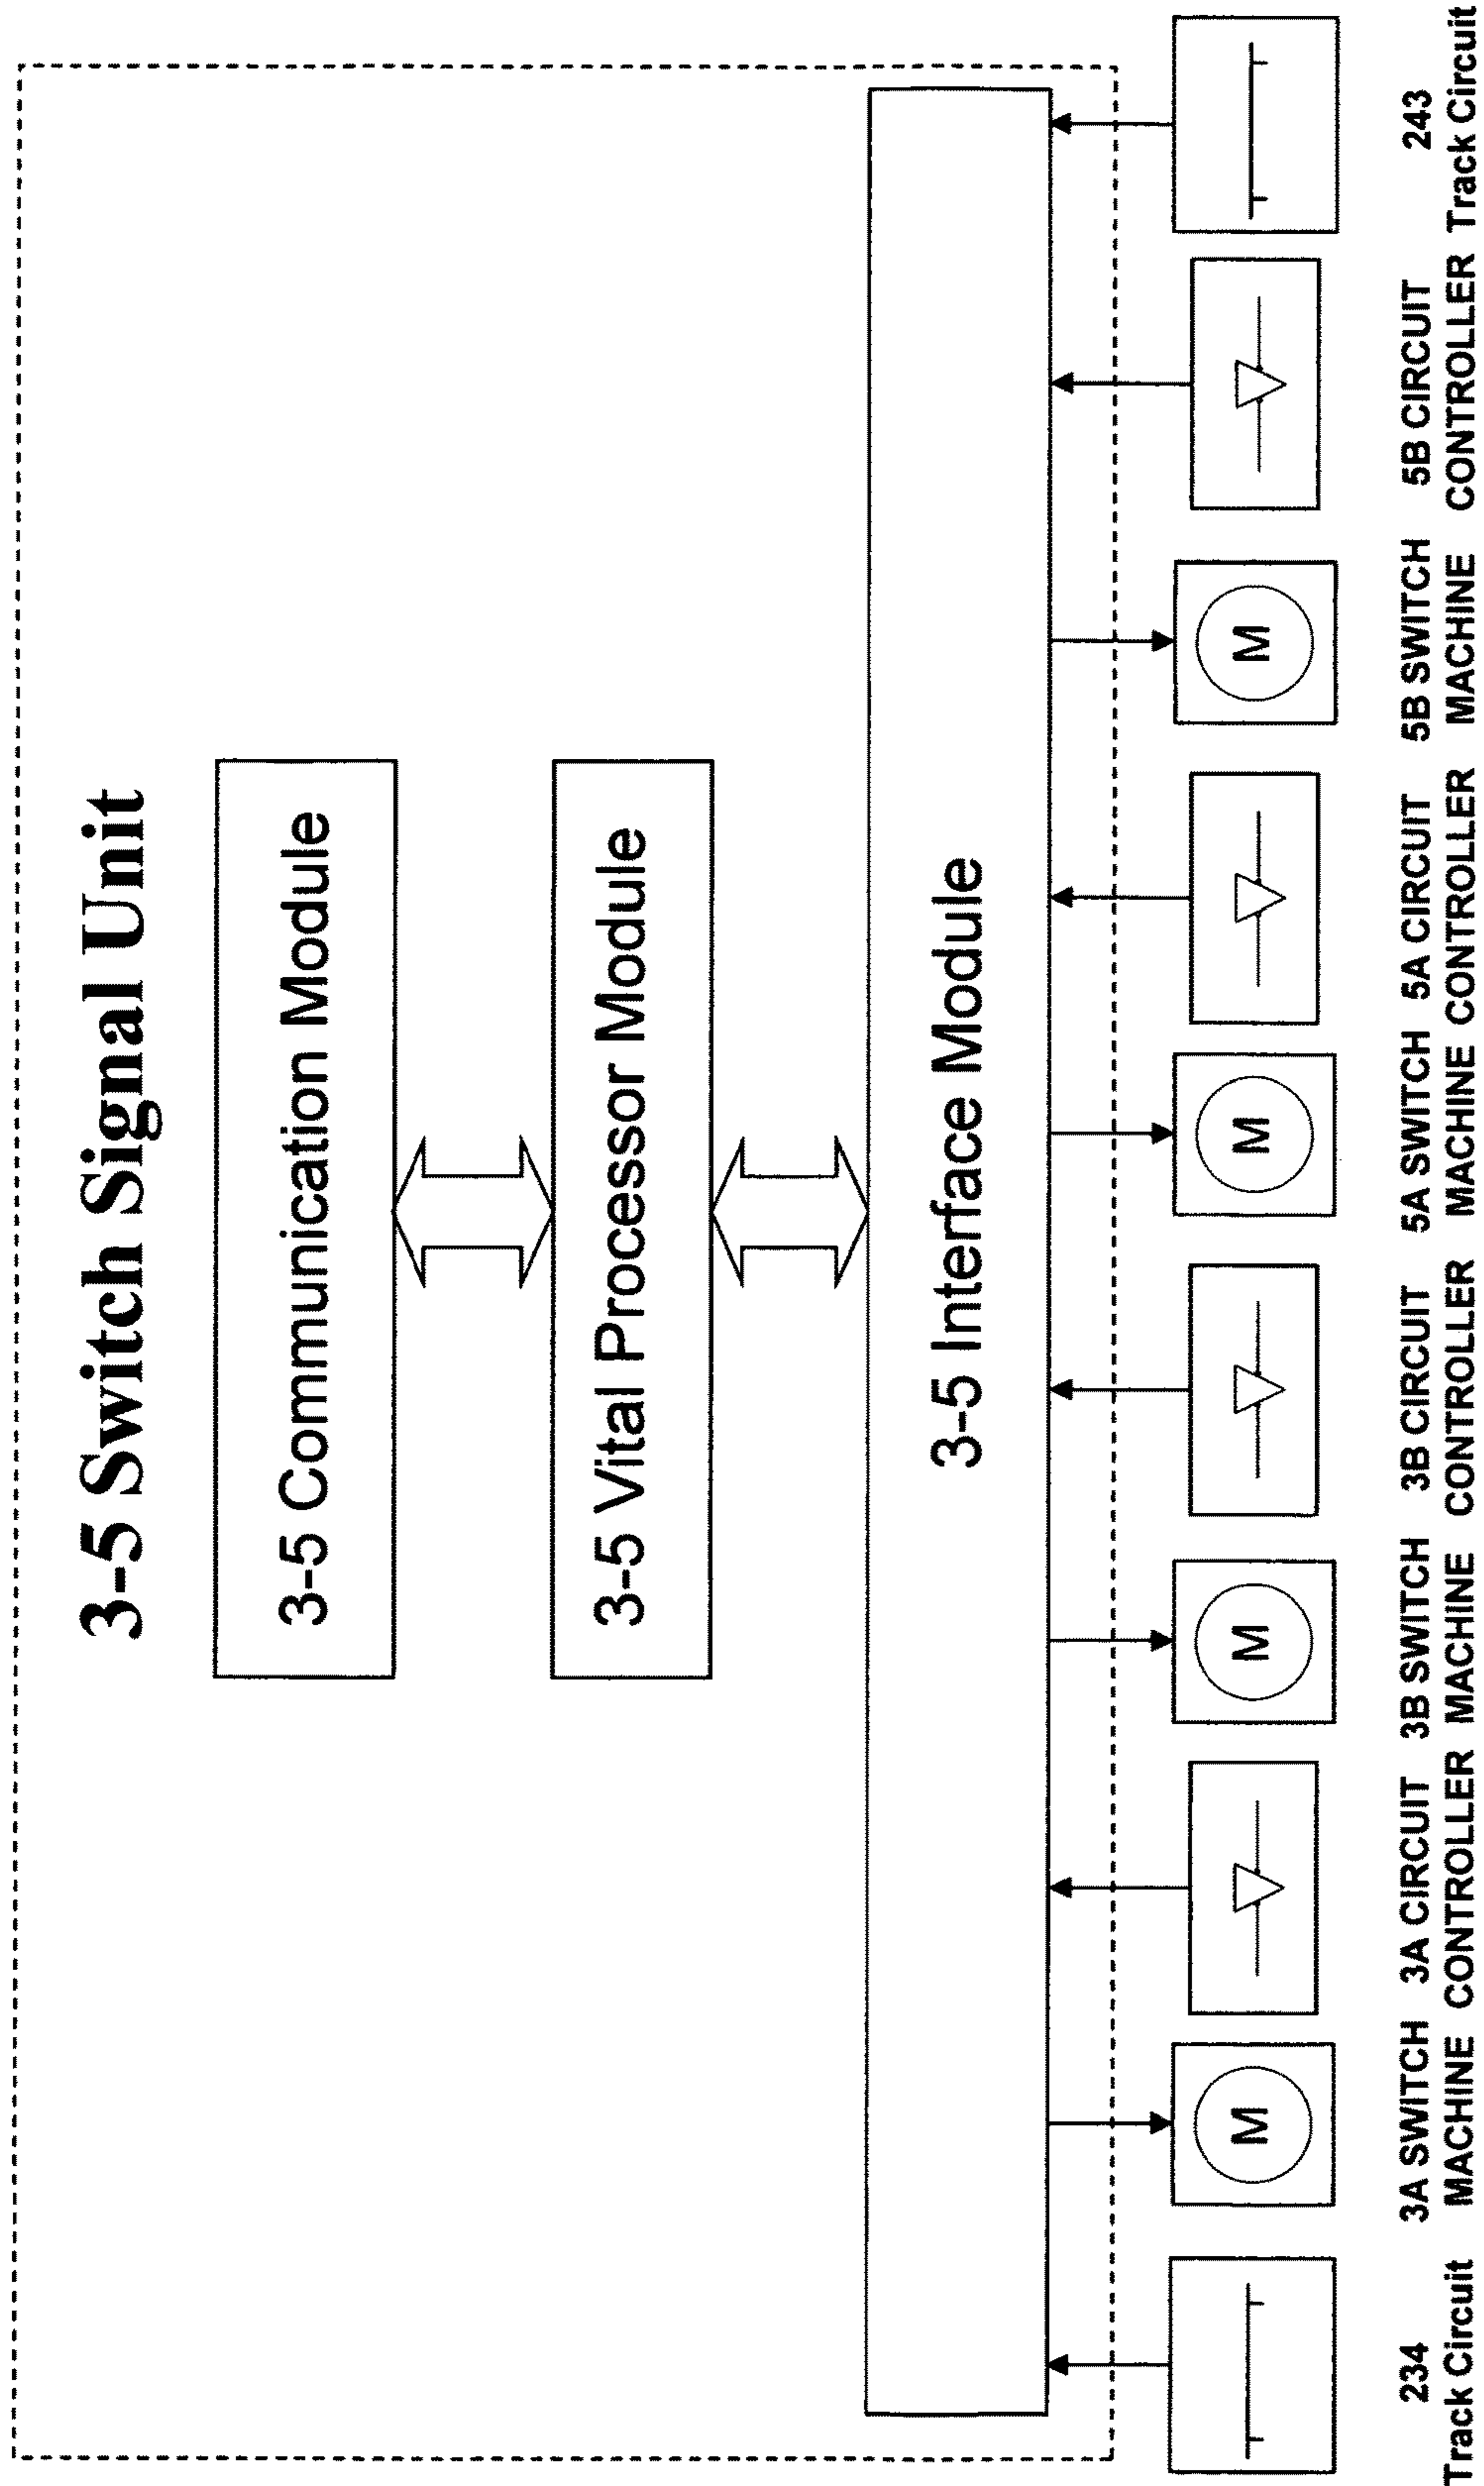 3-5 Switch Signal Unit
3-5 Communication Module
3-5 Vital Processor Module
3-5 Interface Module
M
M
M
M
234
Track Circuit
3A SWITCH
MACHINE
3A CIRCUIT
CONTROLLER
3B SWITCH
MACHINE
3B CIRCUIT
CONTROLLER
5A SWITCH
MACHINE
5A CIRCUIT
CONTROLLER
5B SWITCH
MACHINE
5B CIRCUIT
CONTROLLER
243
Track Circuit